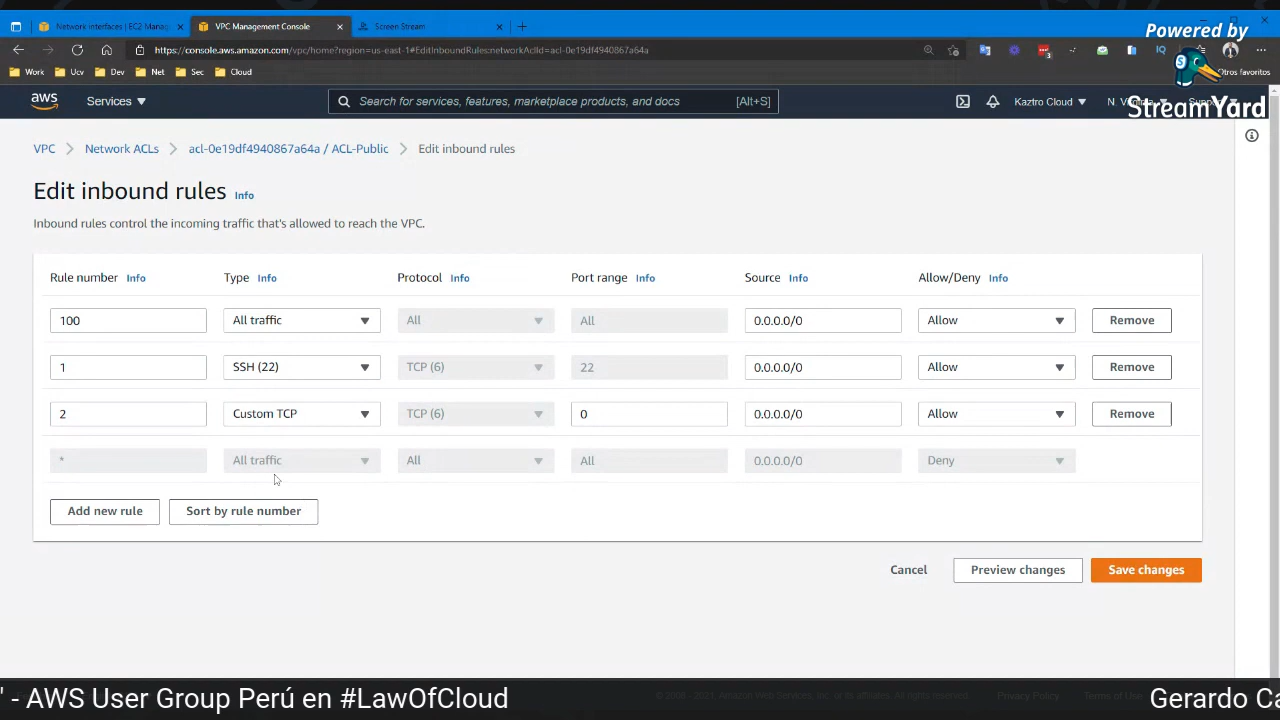 Network interfaces | EC2 Manag
VPC Management Console
Screen Stream
Powered by
https://console.aws.amazon.com/vpc/home?region=us-east-1#EditInboundRules:networkAclId=acl-0e19df4940867a64a
Work
Ucv
Dev
Net
Sec
Cloud
Otros favoritos
aws
Services
Search for services, features, marketplace products, and docs
[Alt+S]
Kaztro Cloud
StreamYard
VPC
Network ACLs
acl-0e19df4940867a64a / ACL-Public
Edit inbound rules
Edit inbound rules Info
Inbound rules control the incoming traffic that's allowed to reach the VPC.
Rule number Info Type Info Protocol Info Port range Info Source Info Allow/Deny Info
100 All traffic All All 0.0.0.0/0 Allow Remove
1 SSH (22) TCP (6) 22 0.0.0.0/0 Allow Remove
2 Custom TCP TCP (6) 0 0.0.0.0/0 Allow Remove
* All traffic All All 0.0.0.0/0 Deny
Add new rule Sort by rule number
Cancel Preview changes Save changes
' - AWS User Group Perú en #LawOfCloud
Gerardo Ca